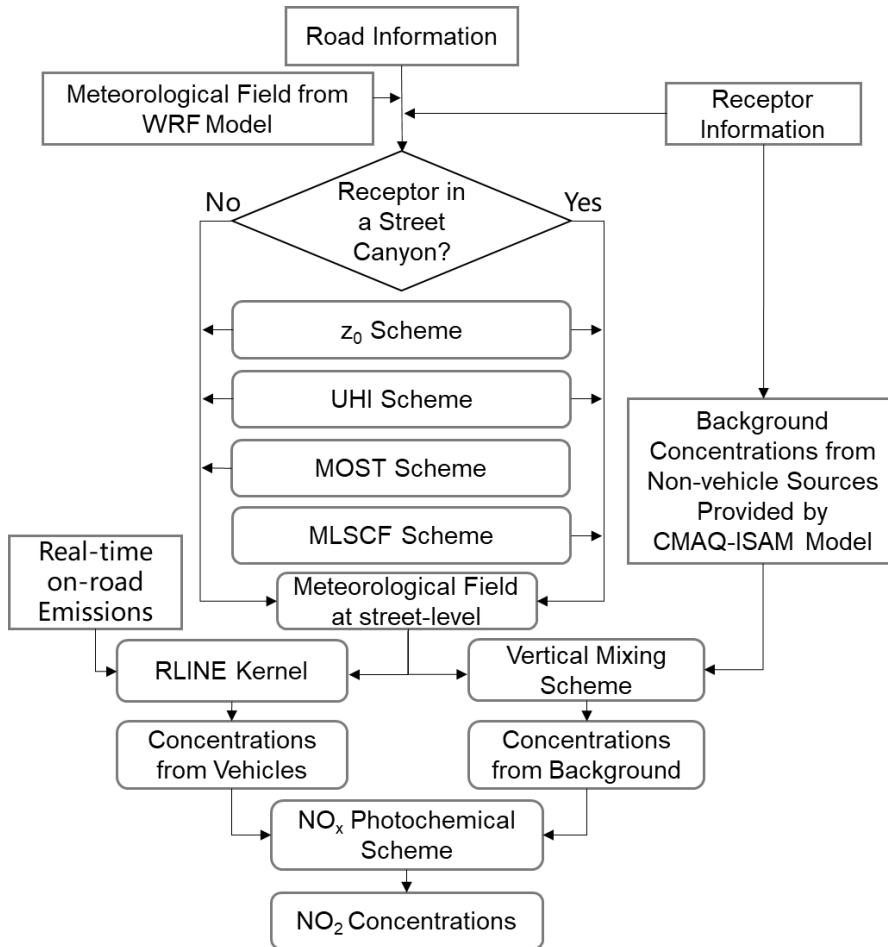 Road Information
Meteorological Field from
WRF Model
Receptor
Information
No
Receptor in
a Street
Canyon?
Yes
z₀ Scheme
UHI Scheme
MOST Scheme
MLSCF Scheme
Background
Concentrations from
Non-vehicle Sources
Provided by
CMAQ-ISAM Model
Real-time
on-road
Emissions
Meteorological Field
at street-level
RLINE Kernel
Vertical Mixing
Scheme
Concentrations
from Vehicles
Concentrations
from Background
NOₓ Photochemical
Scheme
NO₂ Concentrations